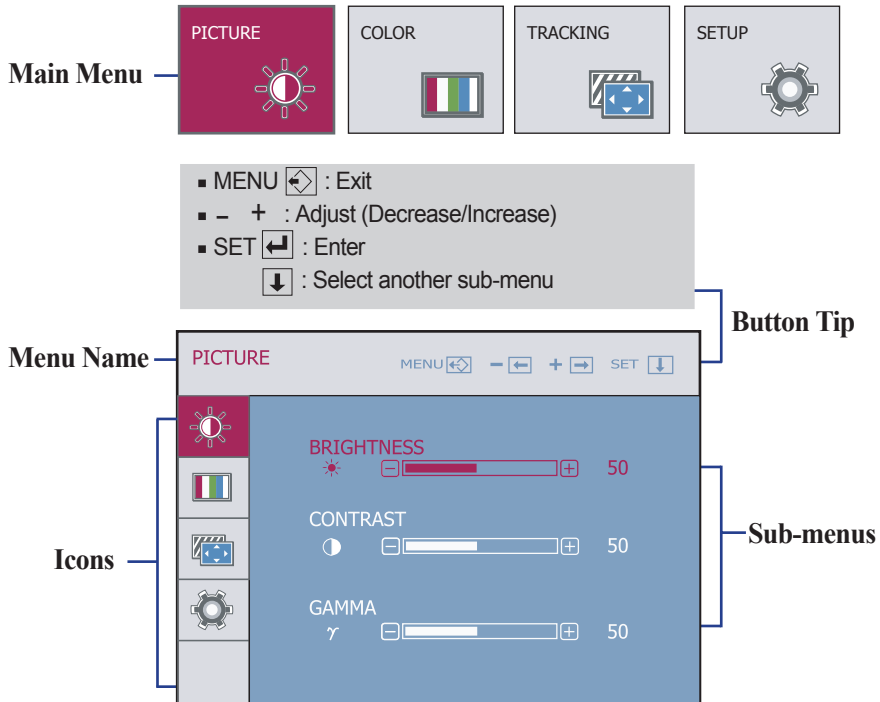 PICTURE COLOR TRACKING SETUP
Main Menu
▪ MENU : Exit
▪ – + : Adjust (Decrease/Increase)
▪ SET : Enter
: Select another sub-menu
Button Tip
Menu Name
PICTURE MENU – + SET
BRIGHTNESS
50
CONTRAST
50
Sub-menus
Icons
GAMMA
γ 50